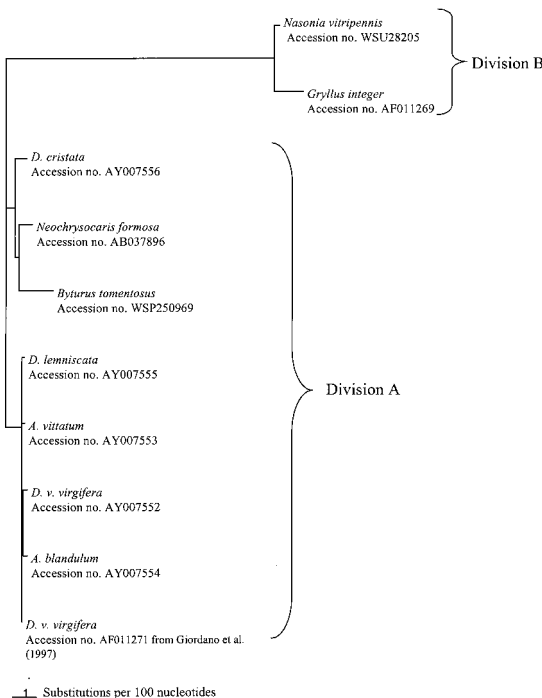 Nasonia vitripennis
Accession no. WSU28205
Division B
Gryllus integer
Accession no. AF011269
D. cristata
Accession no. AY007556
Neochrysocaris formosa
Accession no. AB037896
Byturus tomentosus
Accession no. WSP250969
D. lemniscata
Accession no. AY007555
Division A
A. vittatum
Accession no. AY007553
D. v. virgifera
Accession no. AY007552
A. blandulum
Accession no. AY007554
D. v. virgifera
Accession no. AF011271 from Giordano et al.
(1997)
1 Substitutions per 100 nucleotides